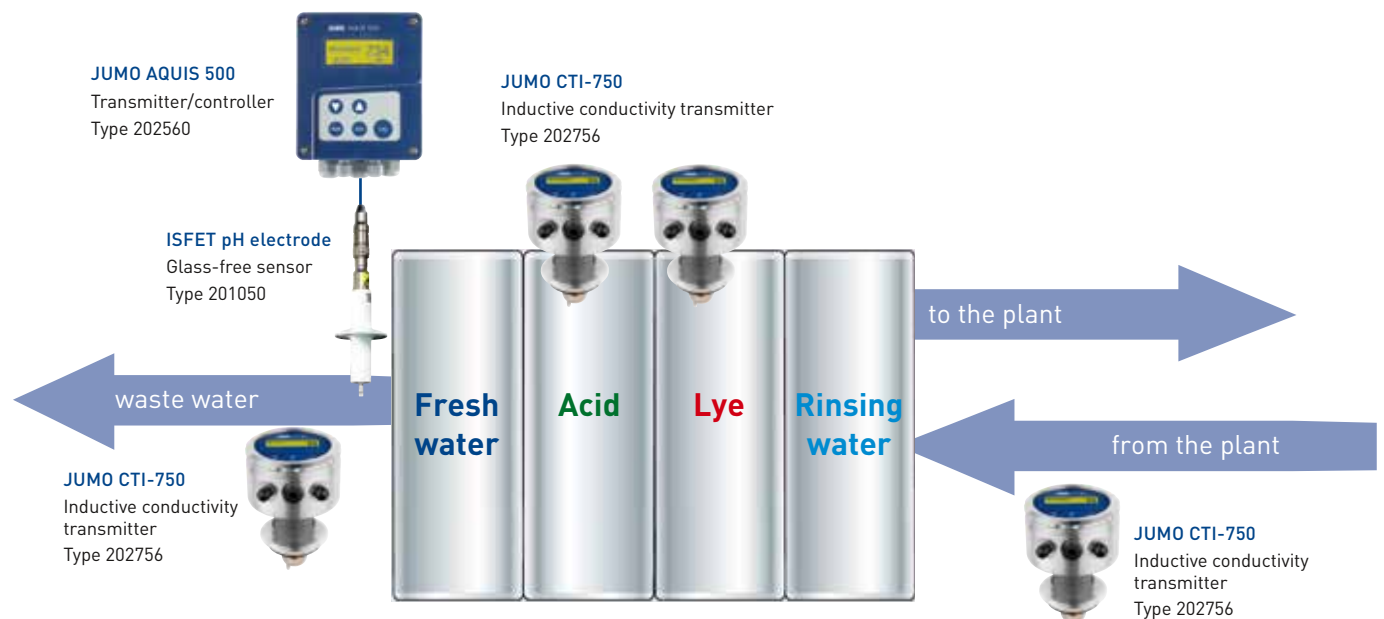 JUMO AQUIS 500
Transmitter/controller
Type 202560
JUMO CTI-750
Inductive conductivity transmitter
Type 202756
ISFET pH electrode
Glass-free sensor
Type 201050
to the plant
waste water
Fresh
water
Acid
Lye
Rinsing
water
from the plant
JUMO CTI-750
Inductive conductivity
transmitter
Type 202756
JUMO CTI-750
Inductive conductivity
transmitter
Type 202756